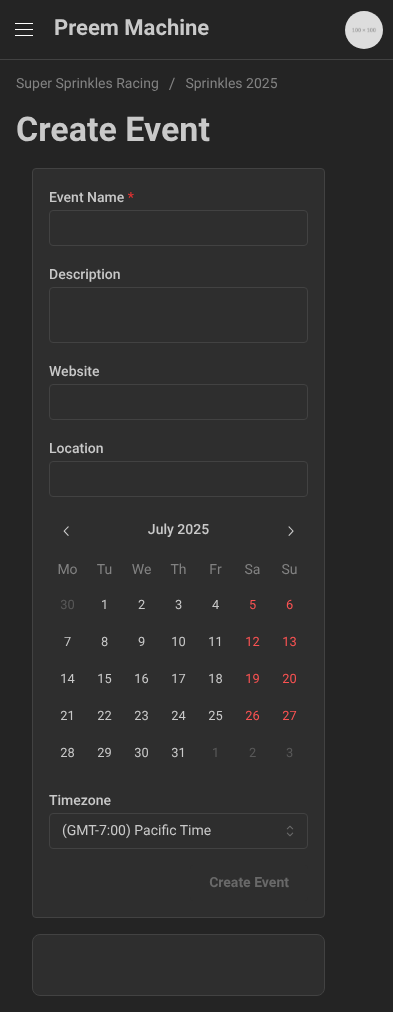 Preem Machine
100 × 100
Super Sprinkles Racing / Sprinkles 2025
Create Event
Event Name *
Description
Website
Location
July 2025
Mo Tu We Th Fr Sa Su
30 1 2 3 4 5 6
7 8 9 10 11 12 13
14 15 16 17 18 19 20
21 22 23 24 25 26 27
28 29 30 31 1 2 3
Timezone
(GMT-7:00) Pacific Time
Create Event